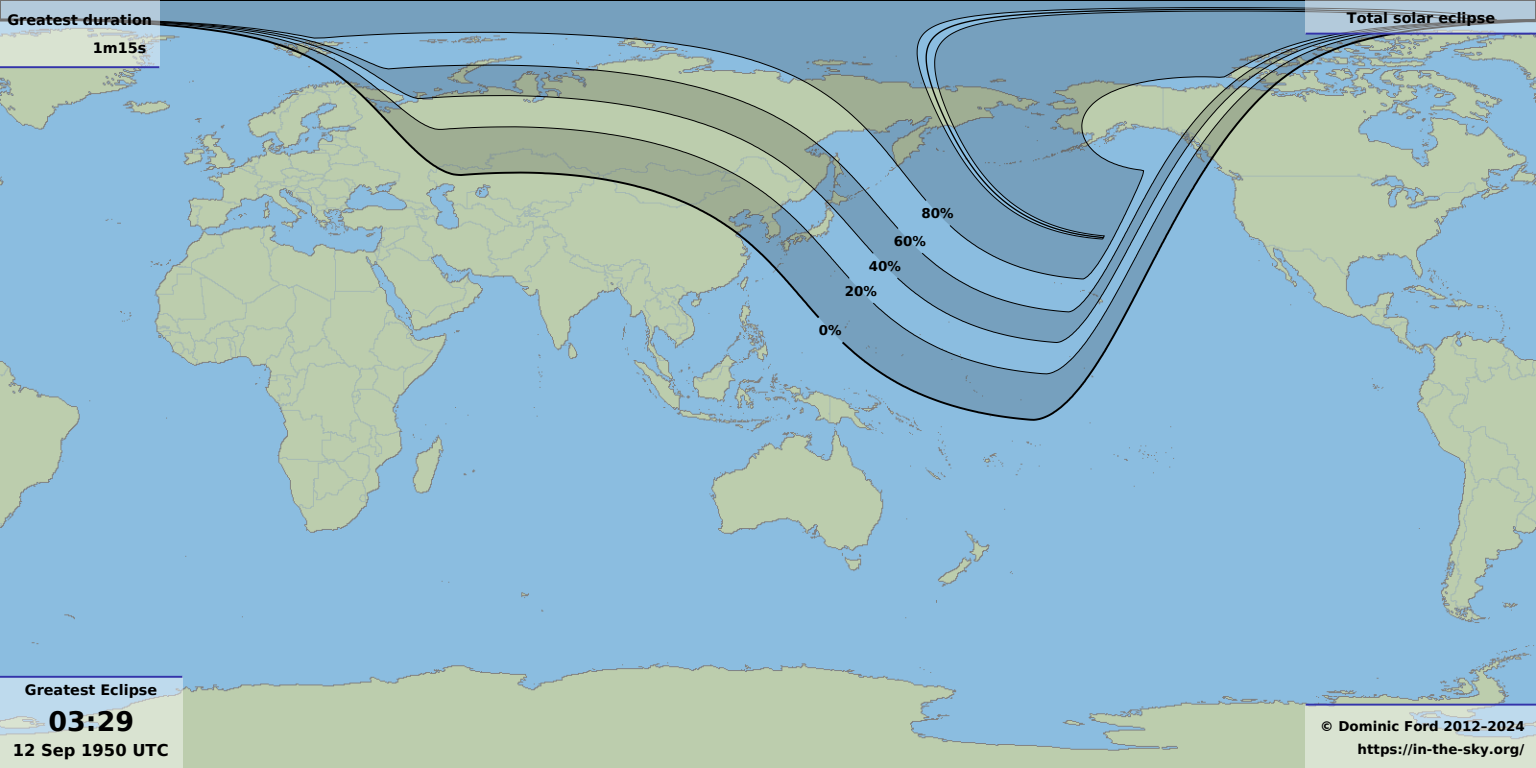 Greatest duration
1m15s
Total solar eclipse
80%
60%
40%
20%
0%
Greatest Eclipse
03:29
12 Sep 1950 UTC
© Dominic Ford 2012–2024
https://in-the-sky.org/